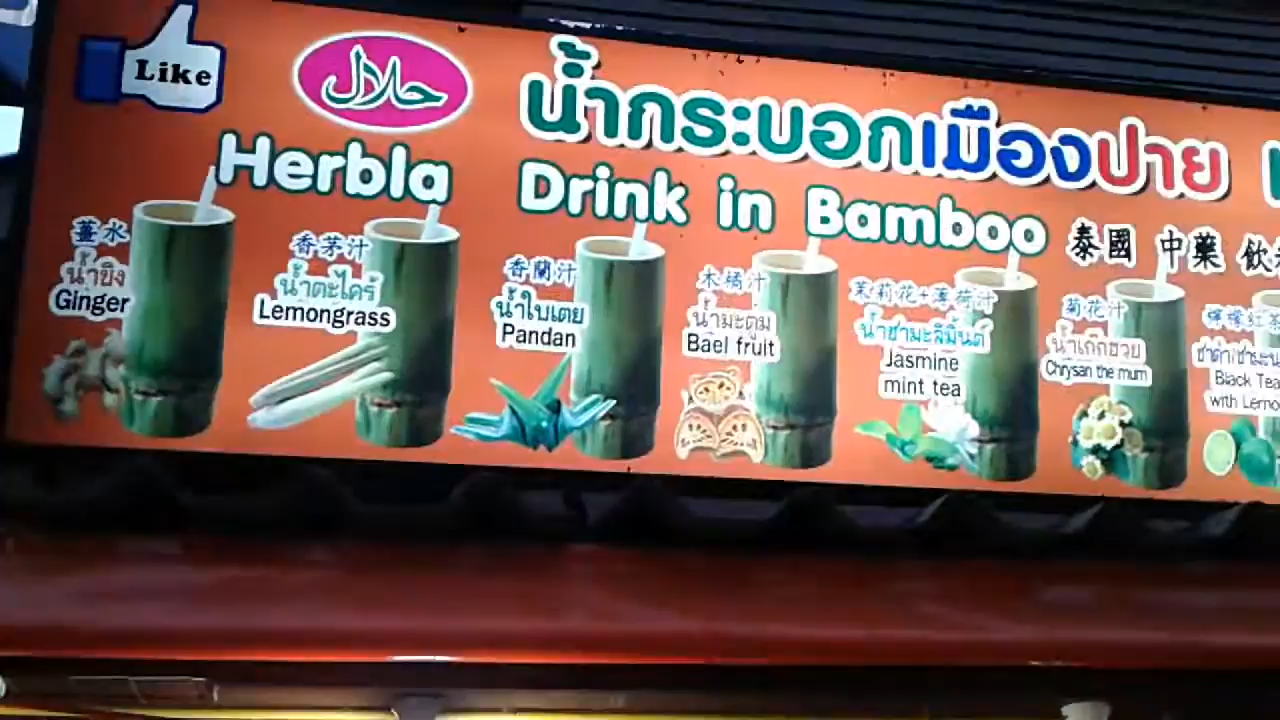 Like
حلال
น้ำกระบอกเมืองปาย
Herbla Drink in Bamboo
泰國 中藥 飲
薑水
น้ำขิง
Ginger
香茅汁
น้ำตะไคร้
Lemongrass
香蘭汁
น้ำใบเตย
Pandan
木橘汁
น้ำมะตูม
Bael fruit
茉莉花+薄荷汁
น้ำชามะลิมิ้นต์
Jasmine
mint tea
菊花汁
น้ำเก๊กฮวย
Chrysan the mum
檸檬紅茶
Black Tea
with Lemo